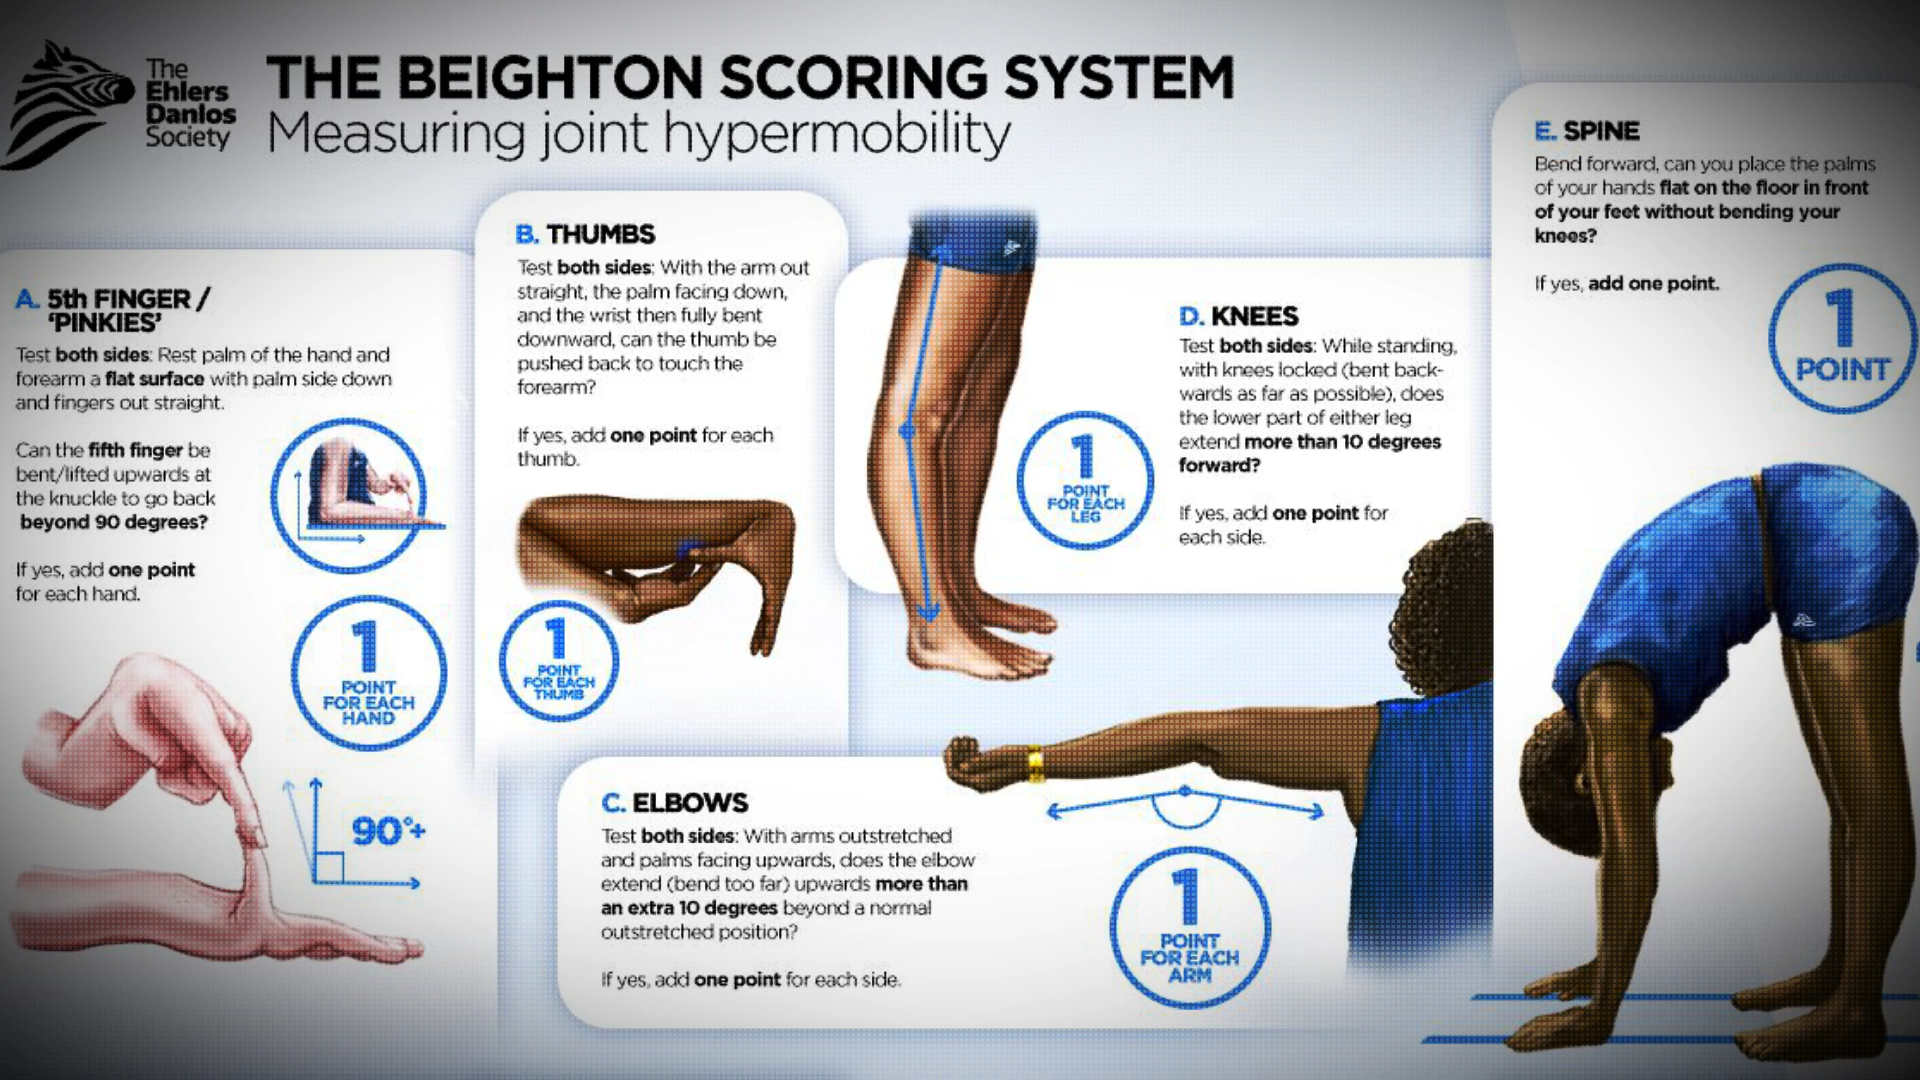 The
Ehlers
Danlos
Society
THE BEIGHTON SCORING SYSTEM
Measuring joint hypermobility
A. 5th FINGER /
'PINKIES'
Test both sides: Rest palm of the hand and
forearm a flat surface with palm side down
and fingers out straight.
Can the fifth finger be
bent/lifted upwards at
the knuckle to go back
beyond 90 degrees?
If yes, add one point
for each hand.
1
POINT
FOR EACH
HAND
90°+
B. THUMBS
Test both sides: With the arm out
straight, the palm facing down,
and the wrist then fully bent
downward, can the thumb be
pushed back to touch the
forearm?
If yes, add one point for each
thumb.
1
POINT
FOR EACH
THUMB
C. ELBOWS
Test both sides: With arms outstretched
and palms facing upwards, does the elbow
extend (bend too far) upwards more than
an extra 10 degrees beyond a normal
outstretched position?
If yes, add one point for each side.
1
POINT
FOR EACH
ARM
D. KNEES
Test both sides: While standing,
with knees locked (bent back-
wards as far as possible), does
the lower part of either leg
extend more than 10 degrees
forward?
If yes, add one point for
each side.
1
POINT
FOR EACH
LEG
E. SPINE
Bend forward, can you place the palms
of your hands flat on the floor in front
of your feet without bending your
knees?
If yes, add one point.
1
POINT